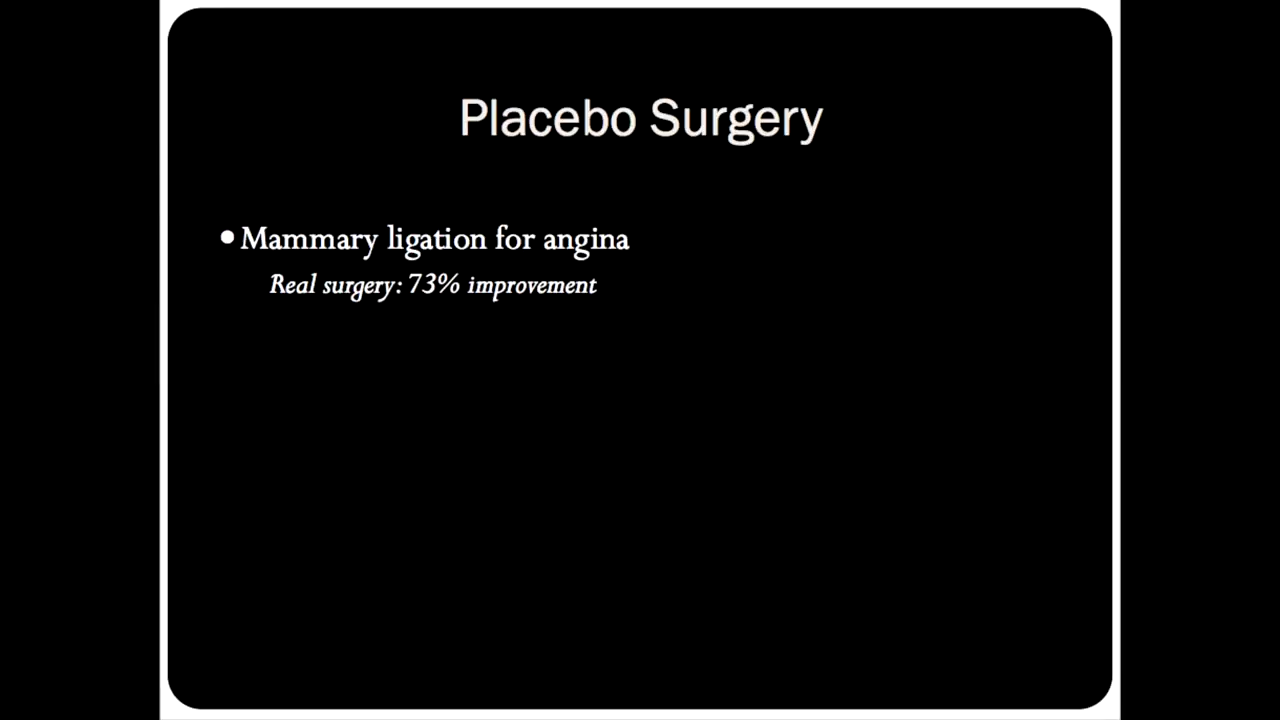 Placebo Surgery
• Mammary ligation for angina
Real surgery: 73% improvement